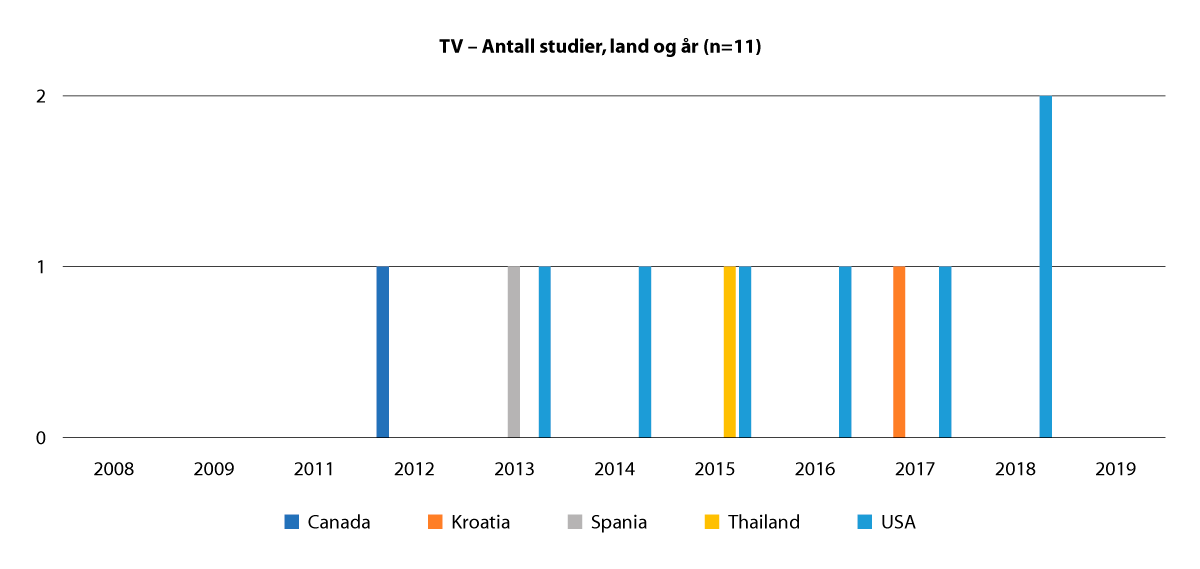 TV – Antall studier, land og år (n=11)
2
1
0
2008 2009 2011 2012 2013 2014 2015 2016 2017 2018 2019
Canada Kroatia Spania Thailand USA